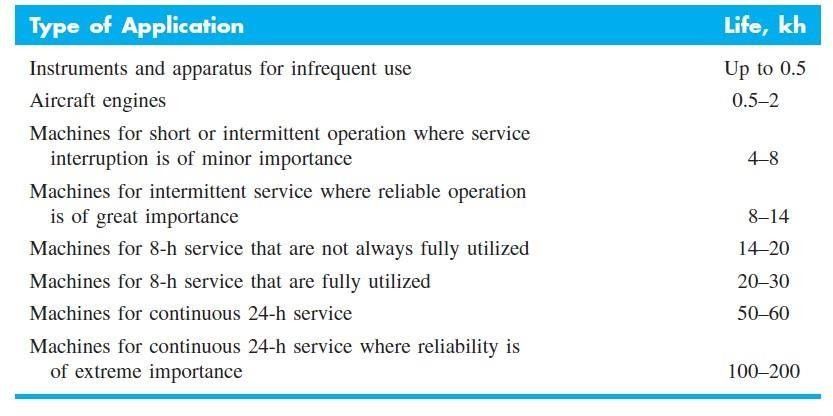 Type of Application Life, kh
Instruments and apparatus for infrequent use Up to 0.5
Aircraft engines 0.5–2
Machines for short or intermittent operation where service
interruption is of minor importance 4–8
Machines for intermittent service where reliable operation
is of great importance 8–14
Machines for 8-h service that are not always fully utilized 14–20
Machines for 8-h service that are fully utilized 20–30
Machines for continuous 24-h service 50–60
Machines for continuous 24-h service where reliability is
of extreme importance 100–200